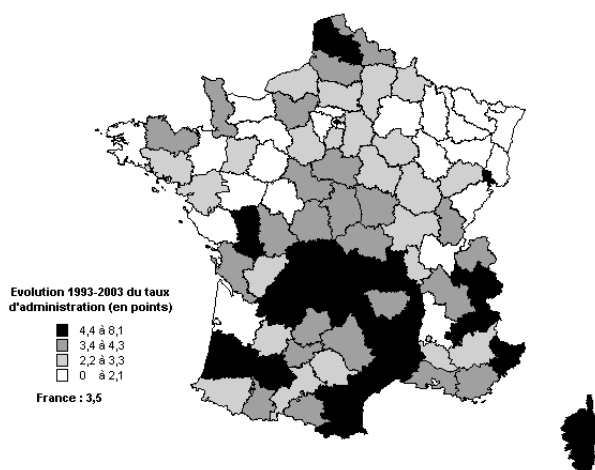 Evolution 1993-2003 du taux
d'administration (en points)
4,4 à 8,1
3,4 à 4,3
2,2 à 3,3
0 à 2,1
France : 3,5